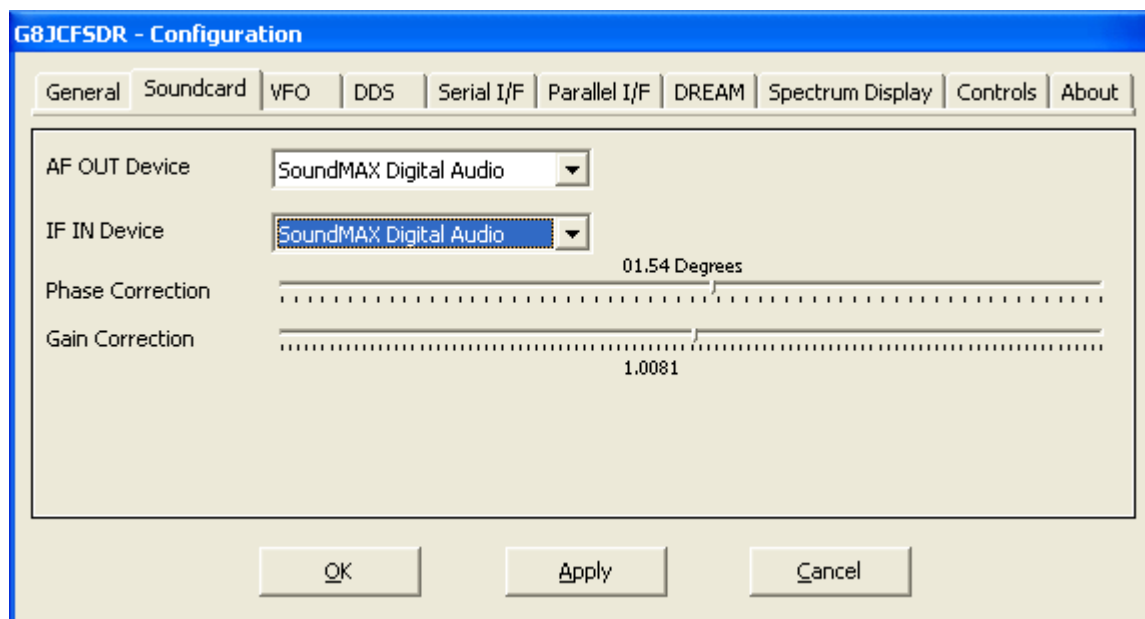 G8JCFSDR - Configuration
General Soundcard VFO DDS Serial I/F Parallel I/F DREAM Spectrum Display Controls About
AF OUT Device SoundMAX Digital Audio
IF IN Device SoundMAX Digital Audio
01.54 Degrees
Phase Correction
Gain Correction
1.0081
OK Apply Cancel